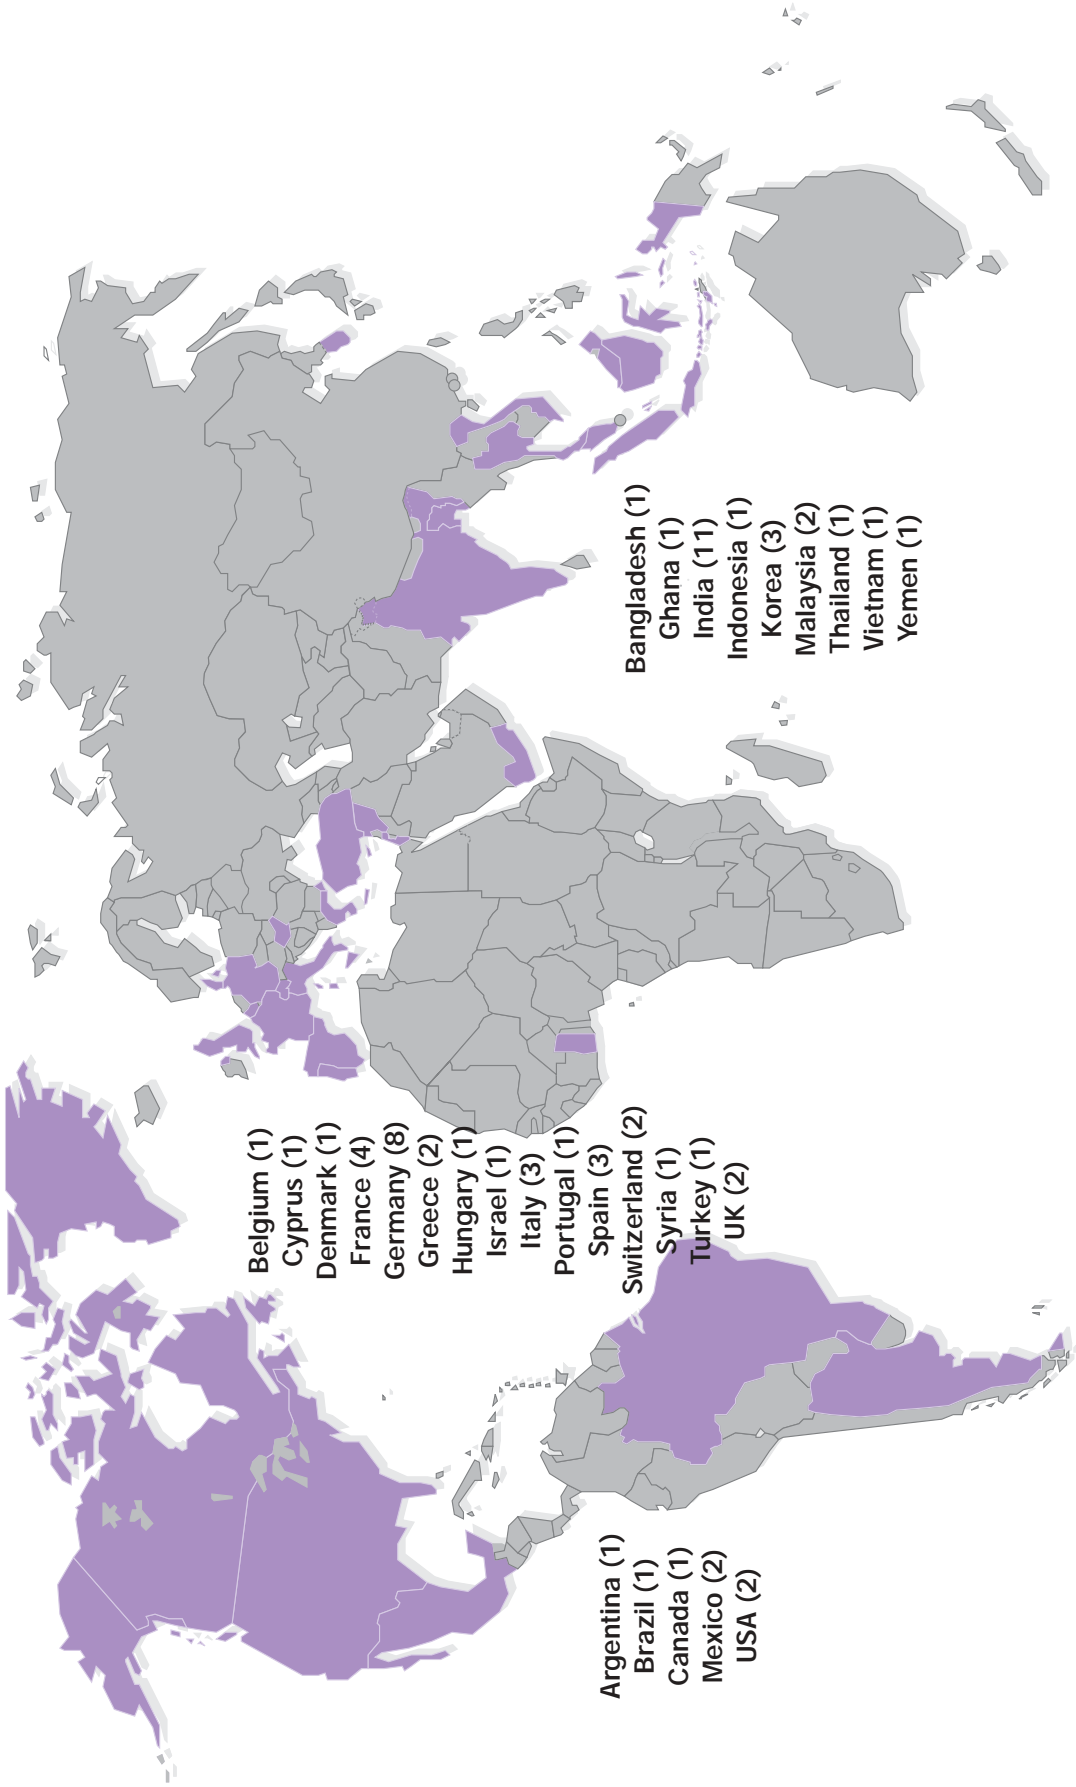 Argentina (1)
Brazil (1)
Canada (1)
Mexico (2)
USA (2)
Belgium (1)
Cyprus (1)
Denmark (1)
France (4)
Germany (8)
Greece (2)
Hungary (1)
Israel (1)
Italy (3)
Portugal (1)
Spain (3)
Switzerland (2)
Syria (1)
Turkey (1)
UK (2)
Bangladesh (1)
Ghana (1)
India (11)
Indonesia (1)
Korea (3)
Malaysia (2)
Thailand (1)
Vietnam (1)
Yemen (1)